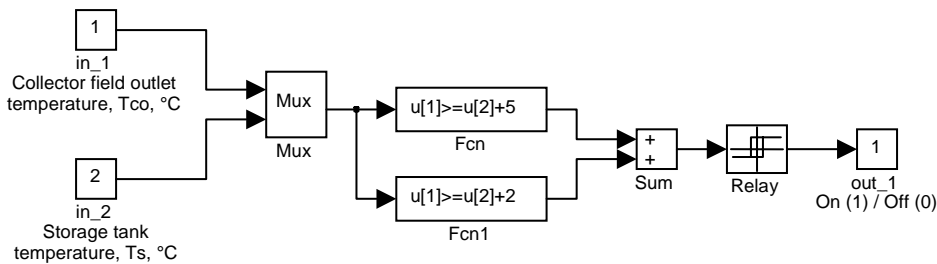 1
in_1
Collector field outlet
temperature, Tco, °C
2
in_2
Storage tank
temperature, Ts, °C
Mux
Mux
u[1]>=u[2]+5
Fcn
u[1]>=u[2]+2
Fcn1
+
+
Sum
Relay
1
out_1
On (1) / Off (0)